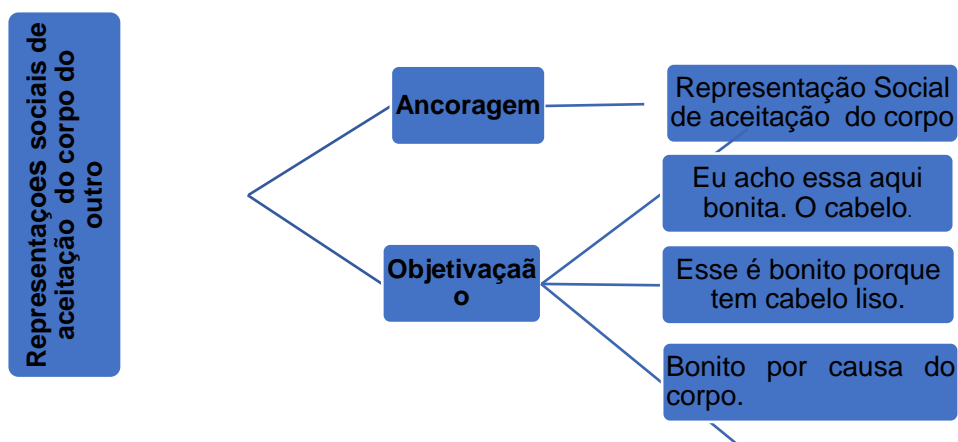 Representaçoes sociais de
aceitação do corpo do
outro
Ancoragem
Representação Social
de aceitação do corpo
Eu acho essa aqui
bonita. O cabelo.
Objetivaçaã
o
Esse é bonito porque
tem cabelo liso.
Bonito por causa do
corpo.